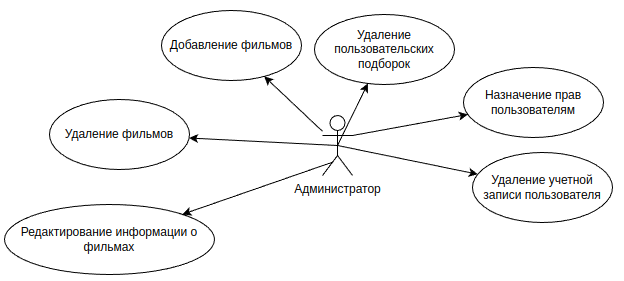 Добавление фильмов
Удаление
пользовательских
подборок
Назначение прав
пользователям
Удаление фильмов
Удаление учетной
записи пользователя
Администратор
Редактирование информации о
фильмах